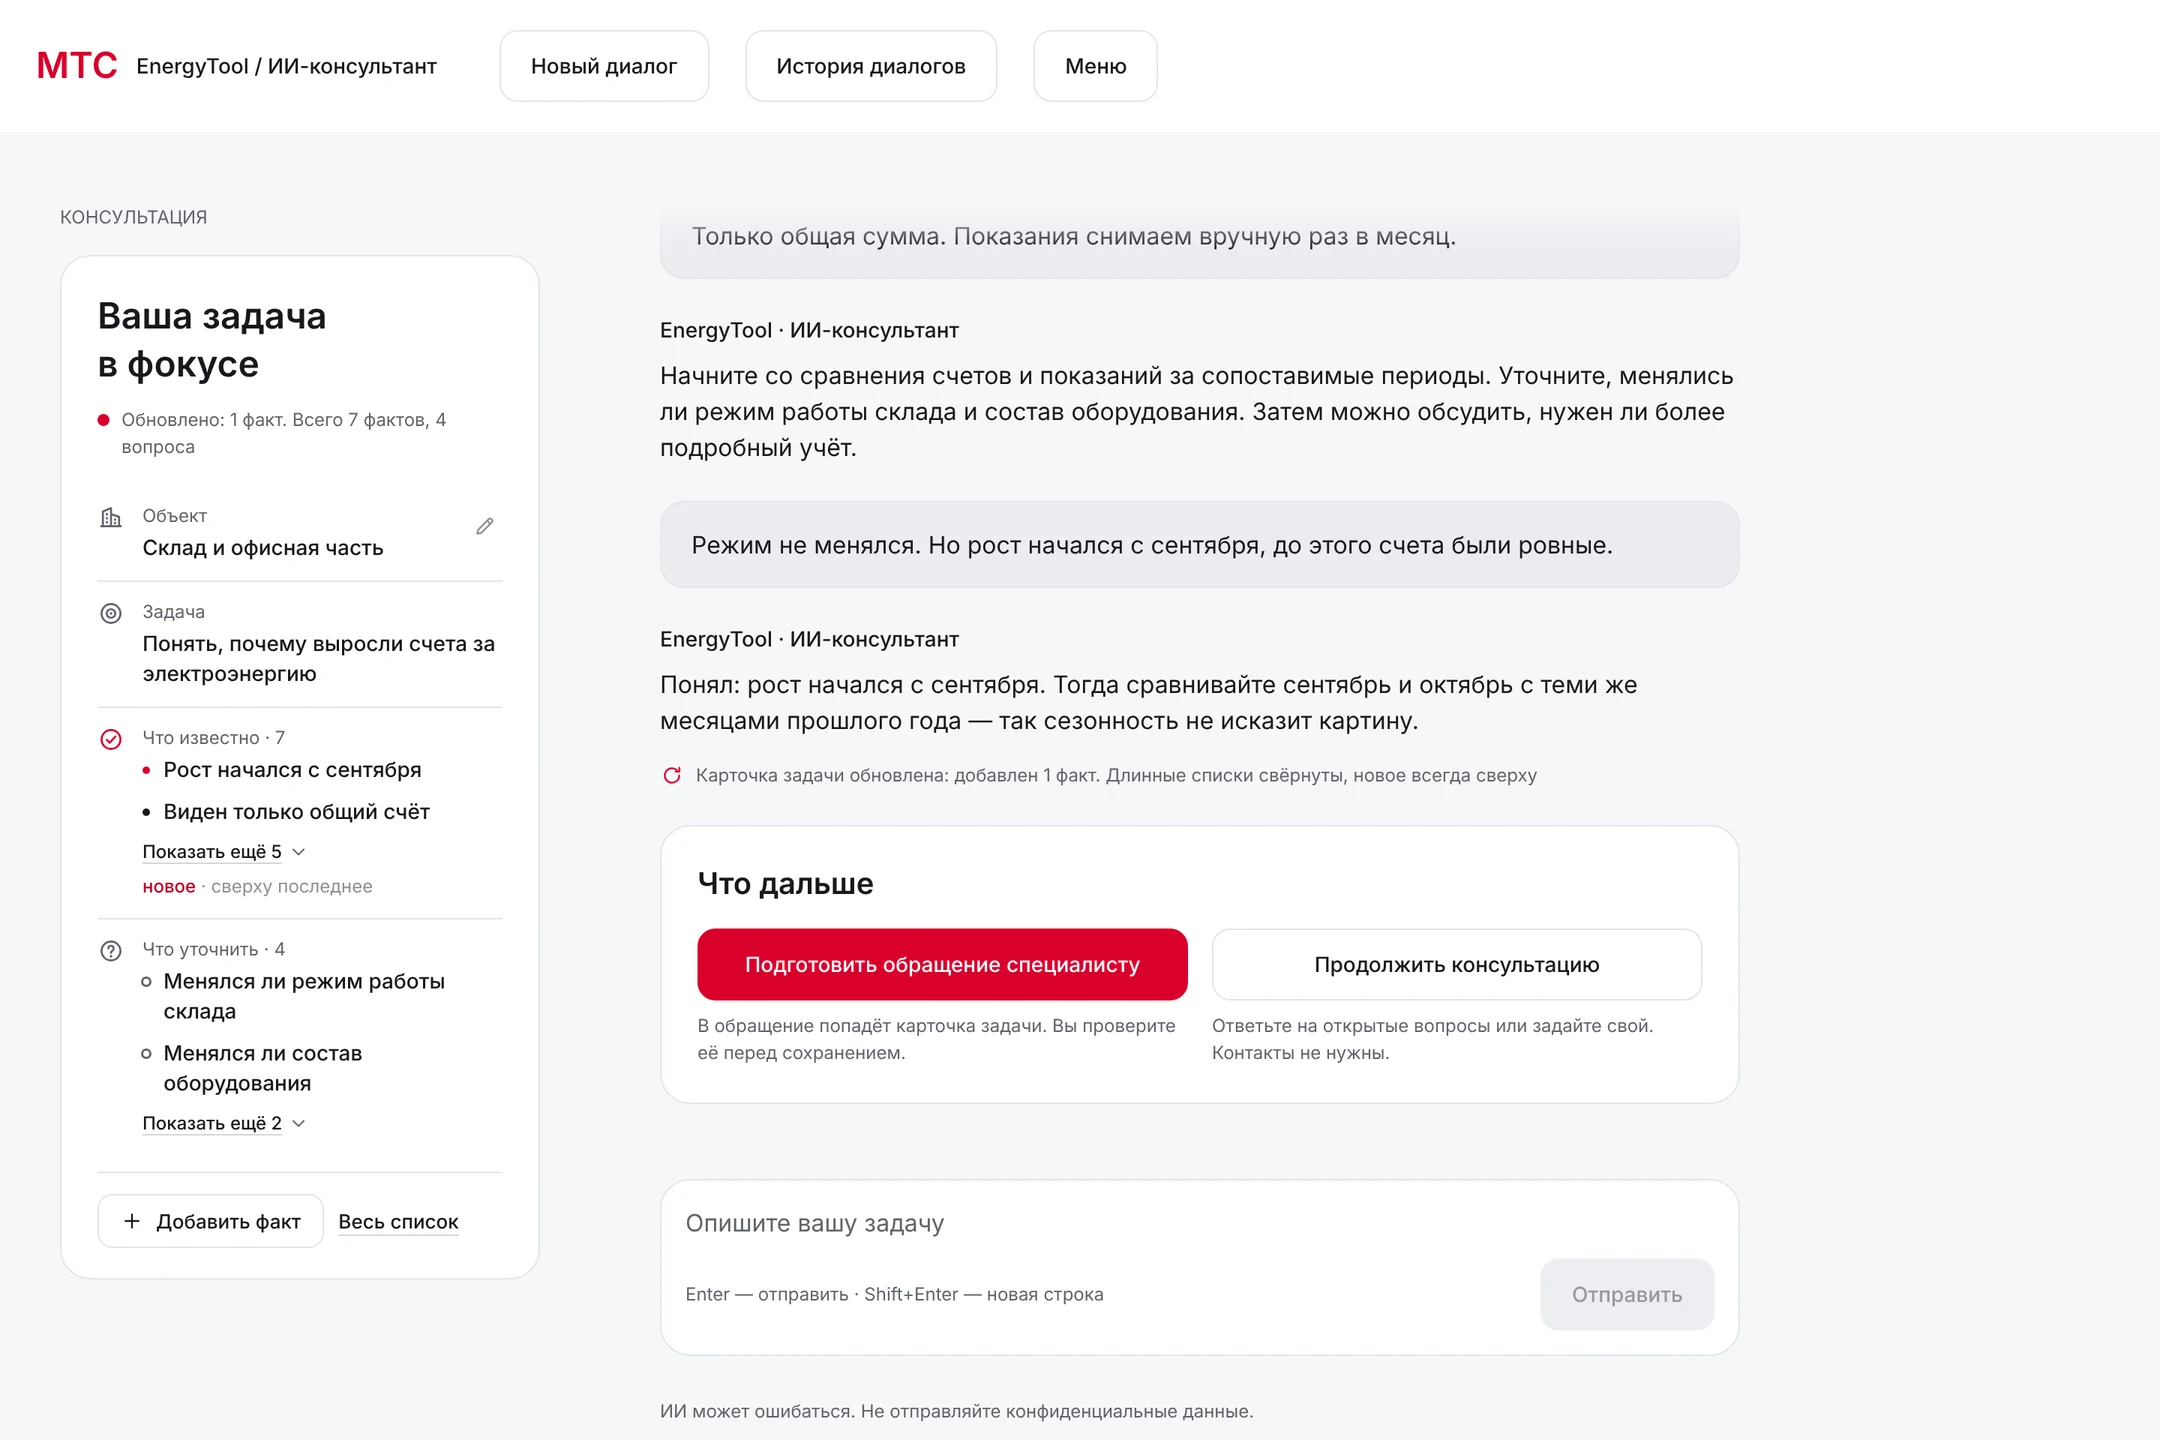 МТС EnergyTool / ИИ-консультант
Новый диалог
История диалогов
Меню
КОНСУЛЬТАЦИЯ
Ваша задача
в фокусе
Обновлено: 1 факт. Всего 7 фактов, 4
вопроса
Объект
Склад и офисная часть
Задача
Понять, почему выросли счета за
электроэнергию
Что известно · 7
Рост начался с сентября
Виден только общий счёт
Показать ещё 5
новое · сверху последнее
Что уточнить · 4
Менялся ли режим работы
склада
Менялся ли состав
оборудования
Показать ещё 2
+ Добавить факт
Весь список
Только общая сумма. Показания снимаем вручную раз в месяц.
EnergyTool · ИИ-консультант
Начните со сравнения счетов и показаний за сопоставимые периоды. Уточните, менялись
ли режим работы склада и состав оборудования. Затем можно обсудить, нужен ли более
подробный учёт.
Режим не менялся. Но рост начался с сентября, до этого счета были ровные.
EnergyTool · ИИ-консультант
Понял: рост начался с сентября. Тогда сравнивайте сентябрь и октябрь с теми же
месяцами прошлого года — так сезонность не исказит картину.
Карточка задачи обновлена: добавлен 1 факт. Длинные списки свёрнуты, новое всегда сверху
Что дальше
Подготовить обращение специалисту
В обращение попадёт карточка задачи. Вы проверите
её перед сохранением.
Продолжить консультацию
Ответьте на открытые вопросы или задайте свой.
Контакты не нужны.
Опишите вашу задачу
Enter — отправить · Shift+Enter — новая строка
Отправить
ИИ может ошибаться. Не отправляйте конфиденциальные данные.